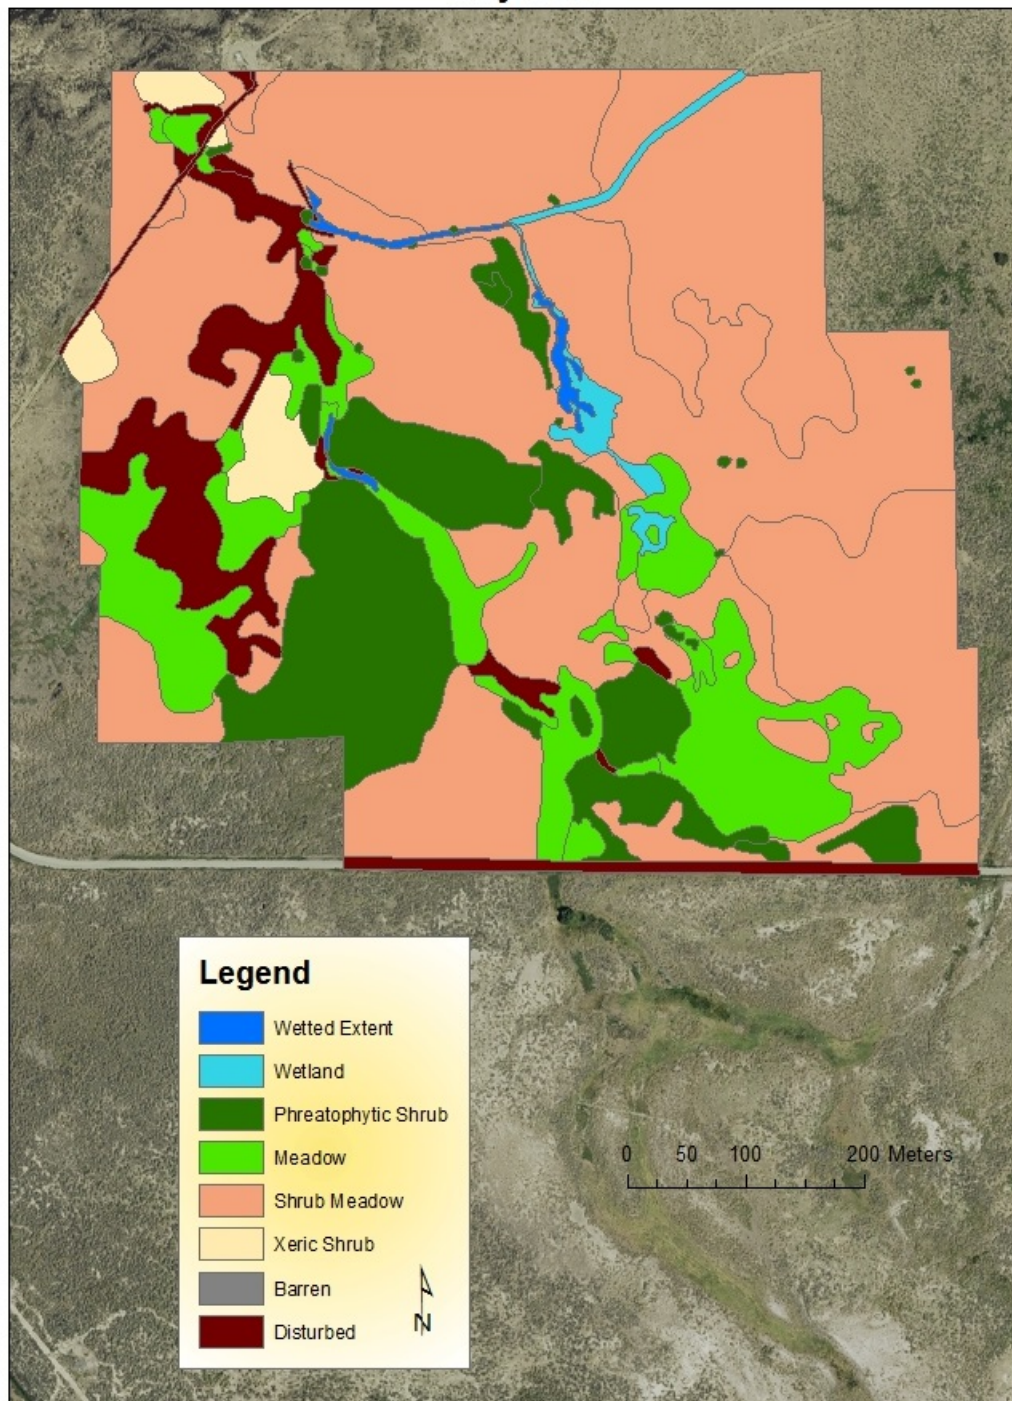 Legend
Wetted Extent
Wetland
Phreatophytic Shrub
Meadow
Shrub Meadow
Xeric Shrub
Barren
Disturbed
N
0 50 100 200 Meters